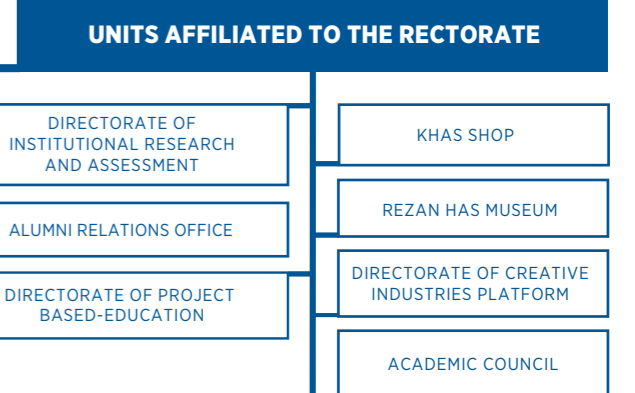 UNITS AFFILIATED TO THE RECTORATE
DIRECTORATE OF
INSTITUTIONAL RESEARCH
AND ASSESSMENT
ALUMNI RELATIONS OFFICE
DIRECTORATE OF PROJECT
BASED-EDUCATION
KHAS SHOP
REZAN HAS MUSEUM
DIRECTORATE OF CREATIVE
INDUSTRIES PLATFORM
ACADEMIC COUNCIL